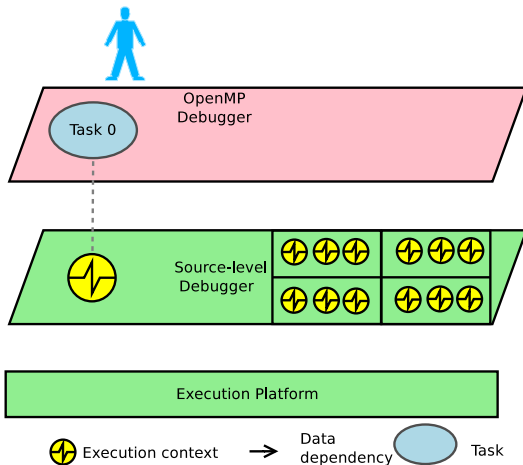 OpenMP
Debugger
Task 0
Source-level
Debugger
Execution Platform
Execution context
Data
dependency
Task